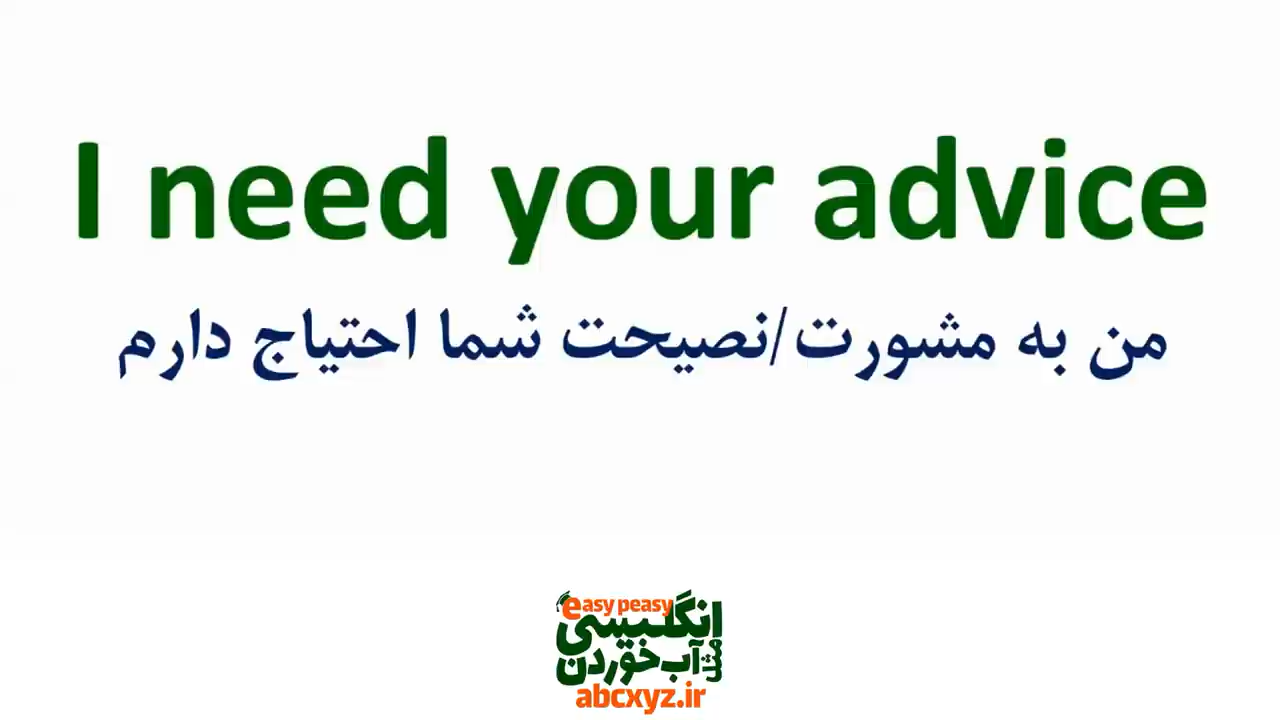 I need your advice
من به مشورت/نصیحت شما احتیاج دارم
easy peasy
انگلیسی
مثل آب خوردن
abcxyz.ir